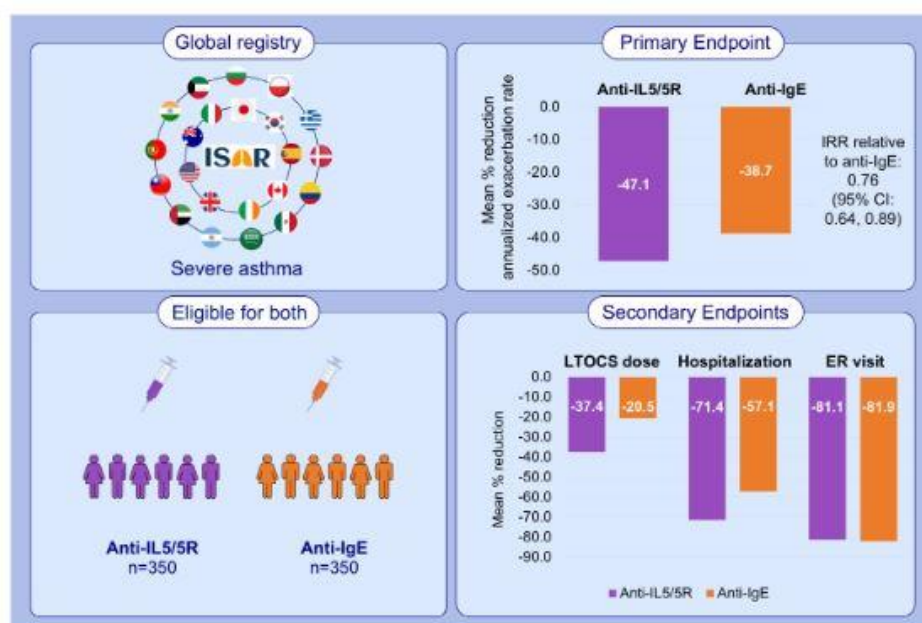 Global registry
ISAR
Severe asthma
Primary Endpoint
Anti-IL5/5R
Anti-IgE
Mean % reduction
annualized exacerbation rate
0.0
-10.0
-20.0
-30.0
-40.0
-50.0
-47.1
-38.7
IRR relative
to anti-IgE:
0.76
(95% CI:
0.64, 0.89)
Eligible for both
Anti-IL5/5R
n=350
Anti-IgE
n=350
Secondary Endpoints
LTOCS dose
Hospitalization
ER visit
Mean % reduction
0.0
-10.0
-20.0
-30.0
-40.0
-50.0
-60.0
-70.0
-80.0
-90.0
-37.4
-20.5
-71.4
-57.1
-81.1
-81.9
Anti-IL5/5R
Anti-IgE